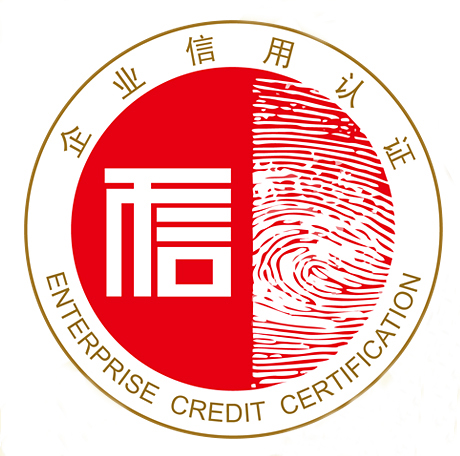 企业信用认证
信
ENTERPRISE CREDIT CERTIFICATION